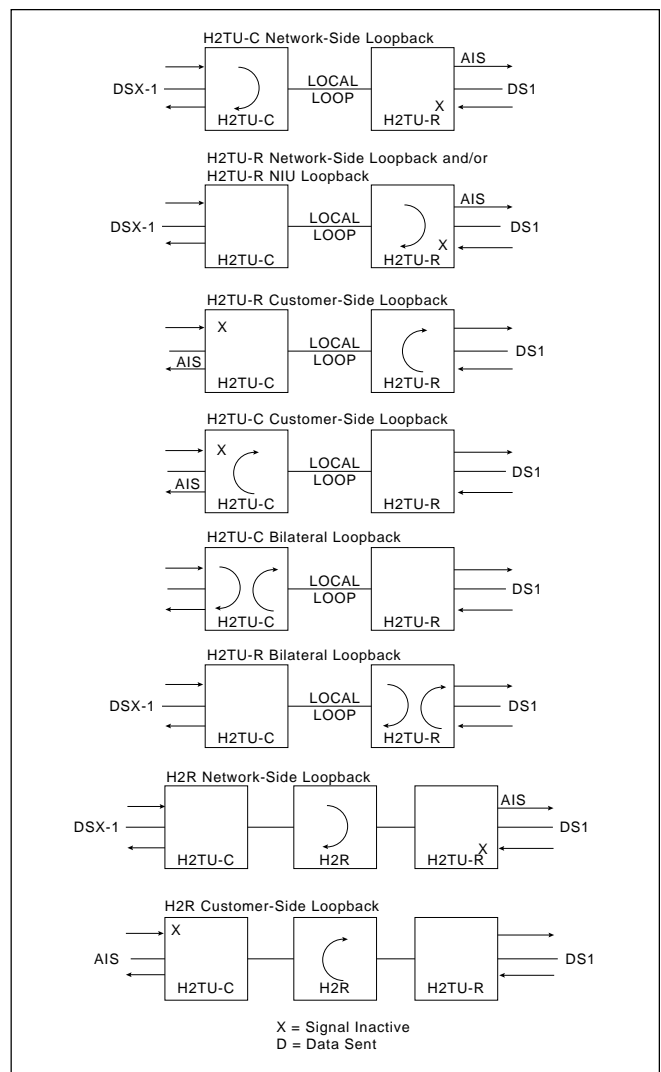 H2TU-C Network-Side Loopback
AIS
DSX-1
LOCAL
LOOP
DS1
X
H2TU-C
H2TU-R
H2TU-R Network-Side Loopback and/or
H2TU-R NIU Loopback
AIS
DSX-1
LOCAL
LOOP
DS1
X
H2TU-C
H2TU-R
H2TU-R Customer-Side Loopback
X
LOCAL
LOOP
DS1
AIS
H2TU-C
H2TU-R
H2TU-C Customer-Side Loopback
X
LOCAL
LOOP
DS1
AIS
H2TU-C
H2TU-R
H2TU-C Bilateral Loopback
LOCAL
LOOP
DS1
H2TU-C
H2TU-R
H2TU-R Bilateral Loopback
DSX-1
LOCAL
LOOP
DS1
H2TU-C
H2TU-R
H2R Network-Side Loopback
AIS
DSX-1
DS1
X
H2TU-C
H2R
H2TU-R
H2R Customer-Side Loopback
X
AIS
DS1
H2TU-C
H2R
H2TU-R
X = Signal Inactive
D = Data Sent